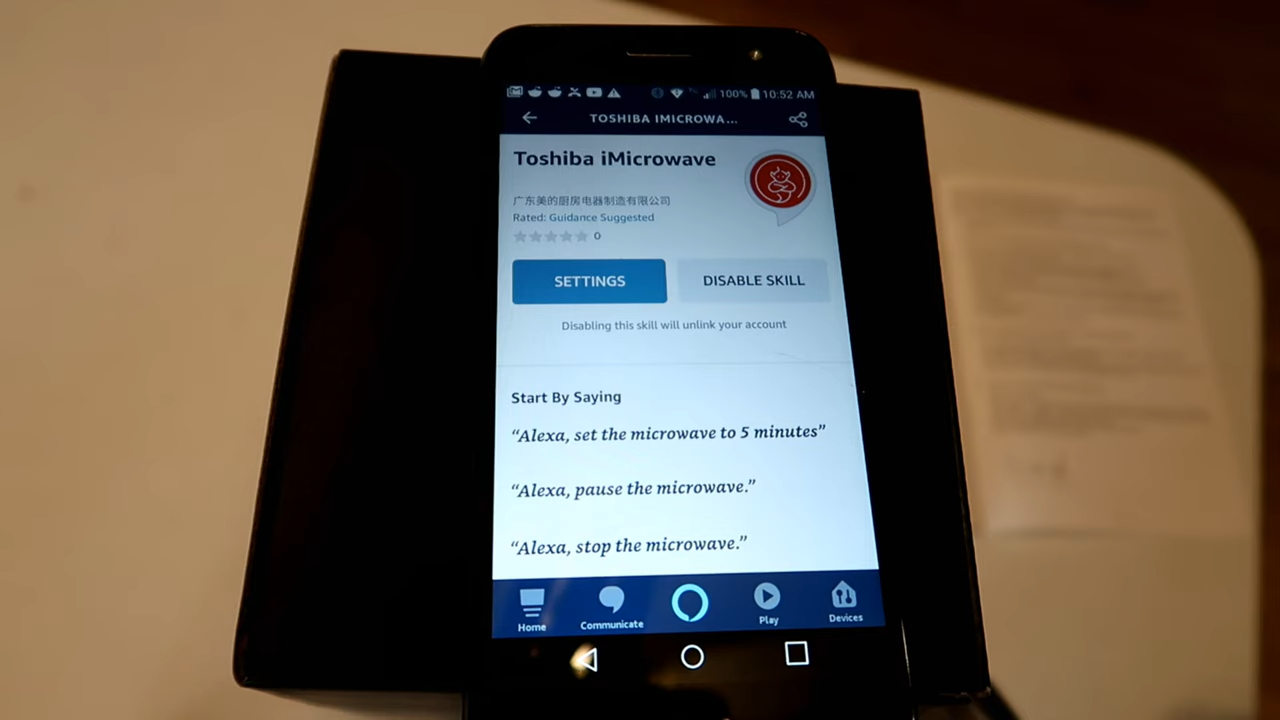 100% 10:52 AM
TOSHIBA IMICROWA...
Toshiba iMicrowave
广东美的厨房电器制造有限公司
Rated: Guidance Suggested
0
SETTINGS
DISABLE SKILL
Disabling this skill will unlink your account
Start By Saying
“Alexa, set the microwave to 5 minutes”
“Alexa, pause the microwave.”
“Alexa, stop the microwave.”
Home
Communicate
Play
Devices